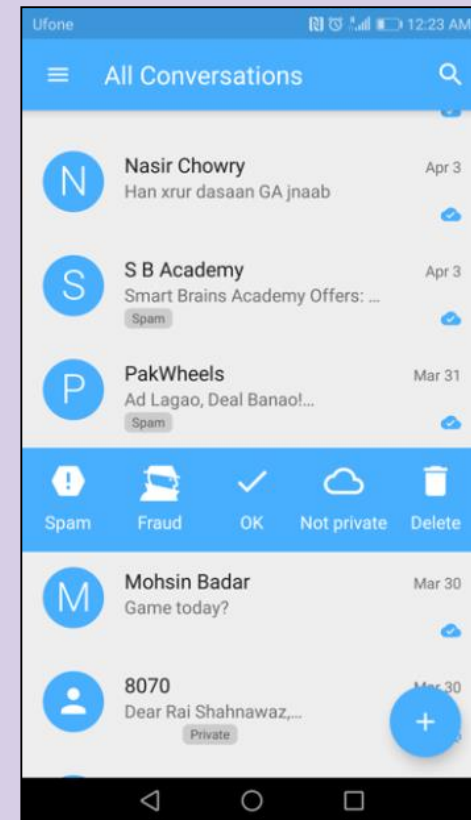 Ufone 12:23 AM
All Conversations
N Nasir Chowry Apr 3
Han xrur dasaan GA jnaab
S S B Academy Apr 3
Smart Brains Academy Offers: ...
Spam
P PakWheels Mar 31
Ad Lagao, Deal Banao!...
Spam
Spam Fraud OK Not private Delete
M Mohsin Badar Mar 30
Game today?
8070 Mar 30
Dear Rai Shahnawaz,...
Private